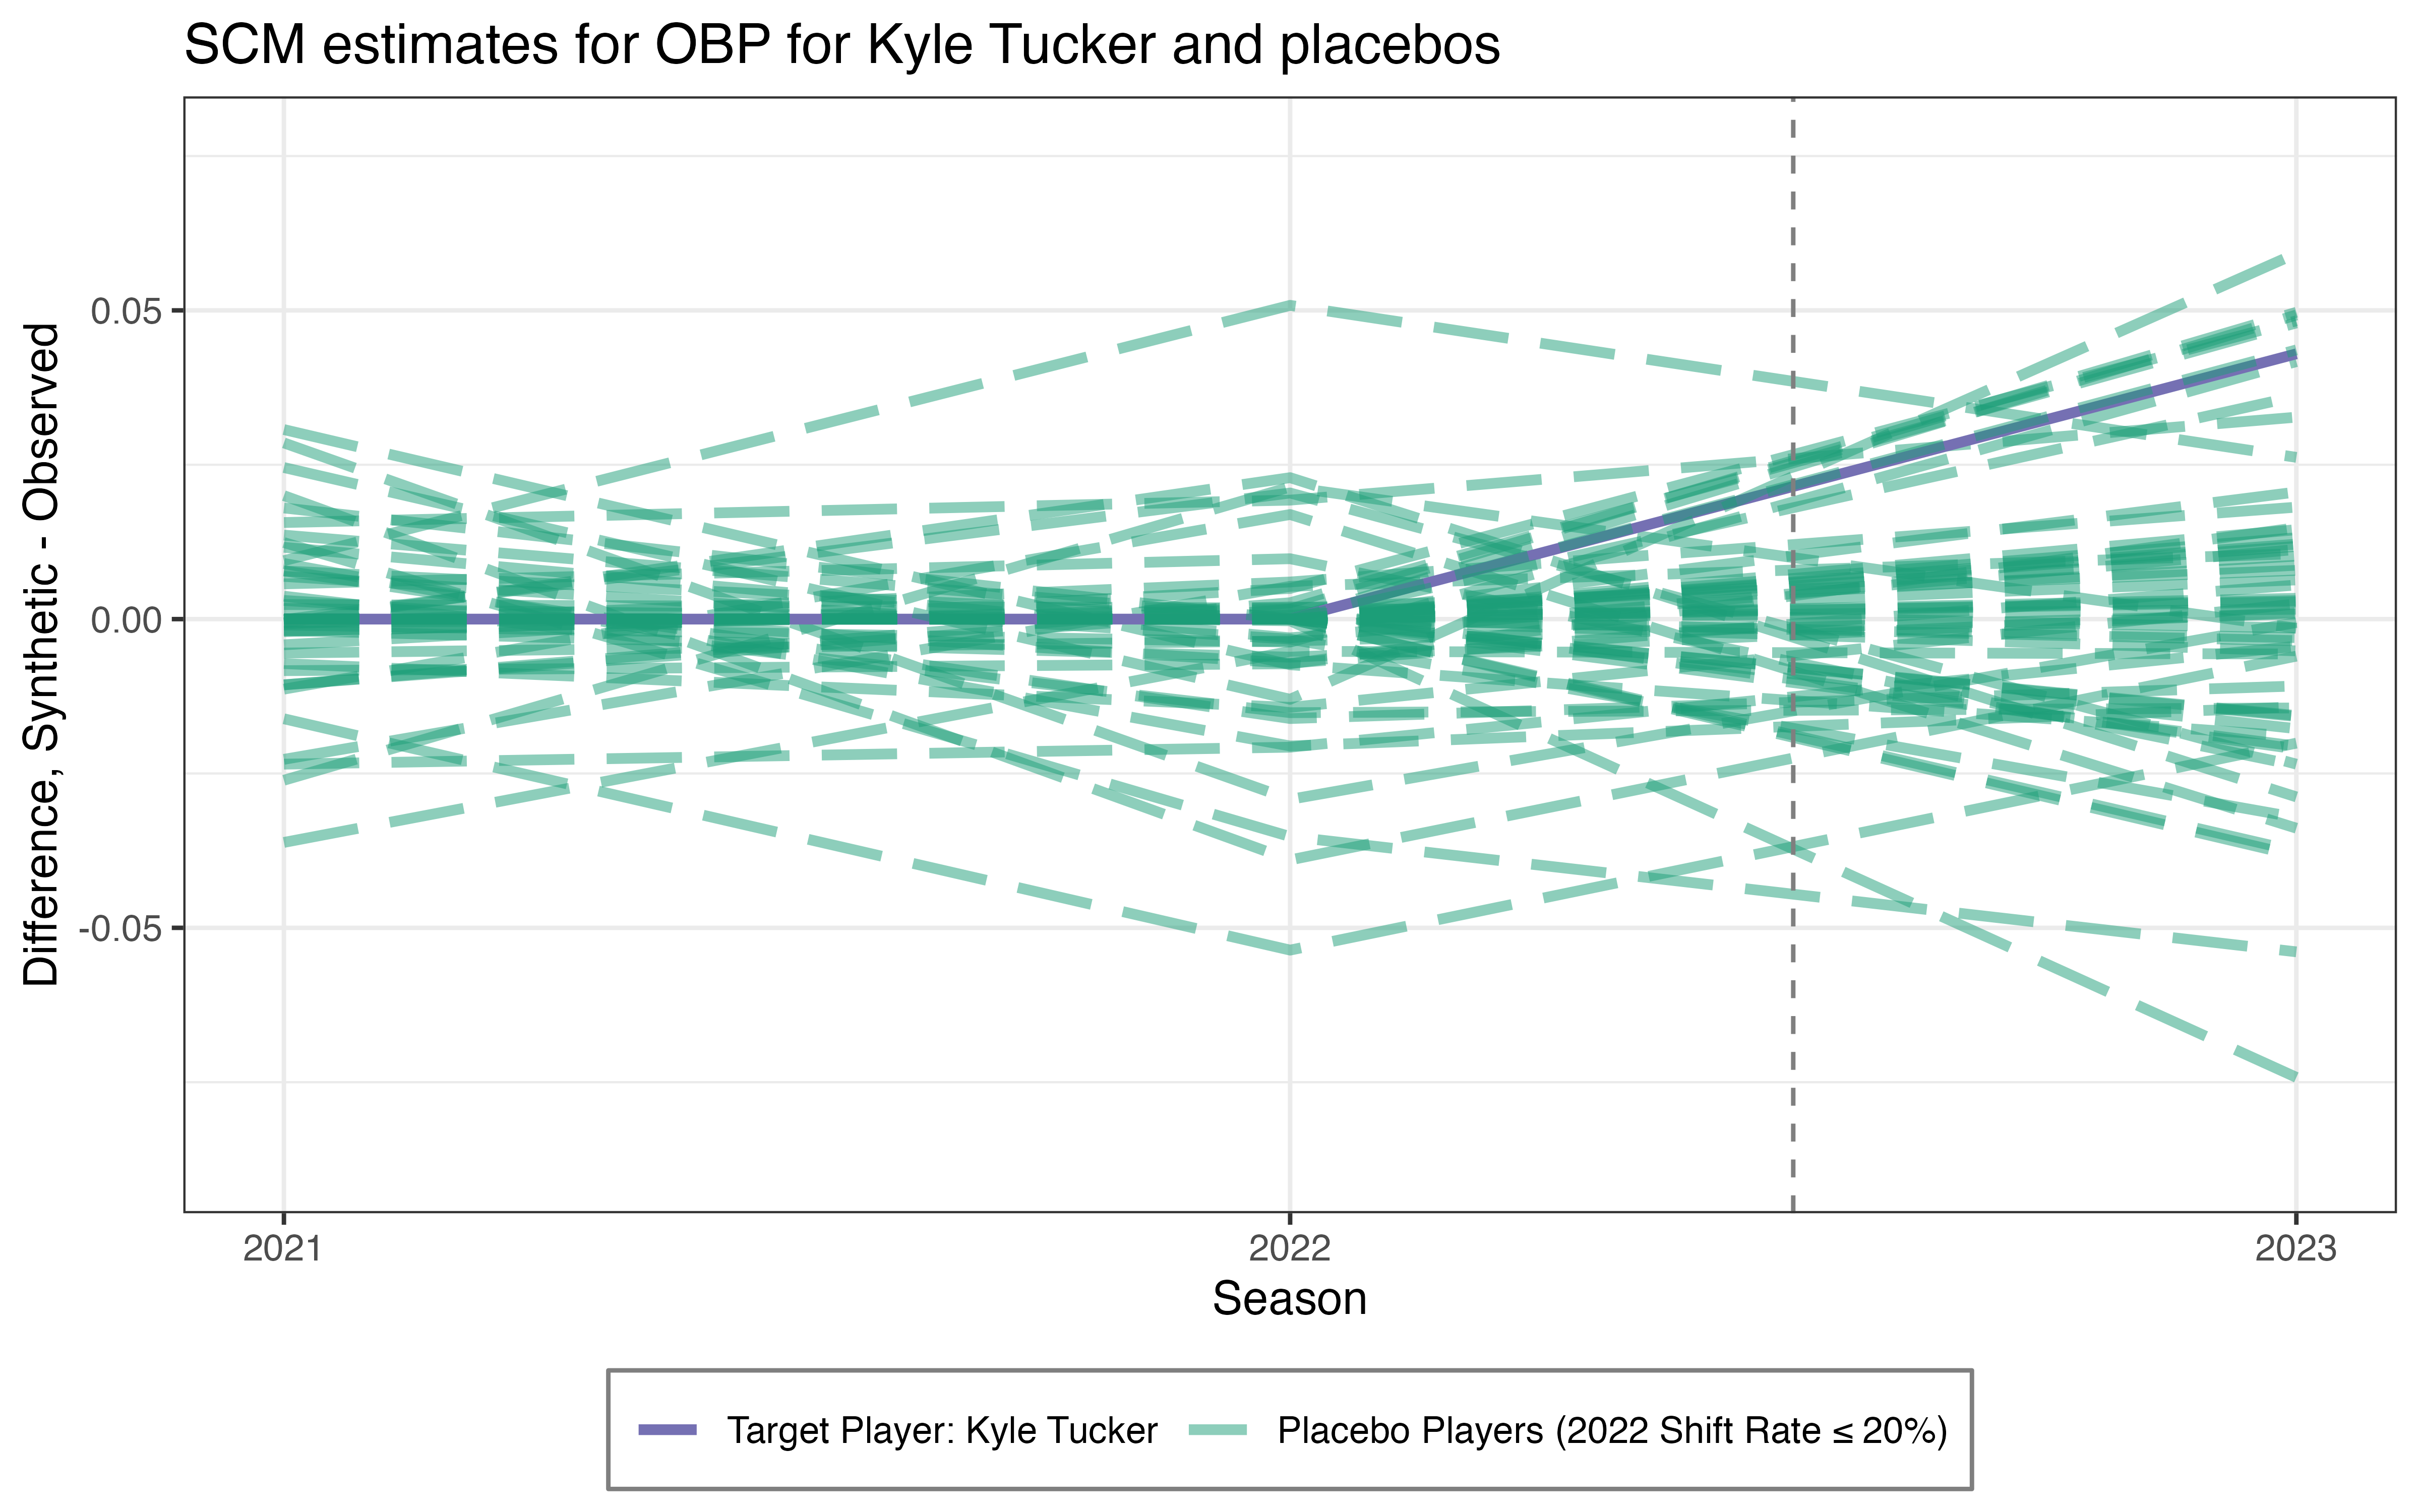 SCM estimates for OBP for Kyle Tucker and placebos
Difference, Synthetic - Observed
0.05
0.00
-0.05
2021
2022
2023
Season
Target Player: Kyle Tucker
Placebo Players (2022 Shift Rate ≤ 20%)